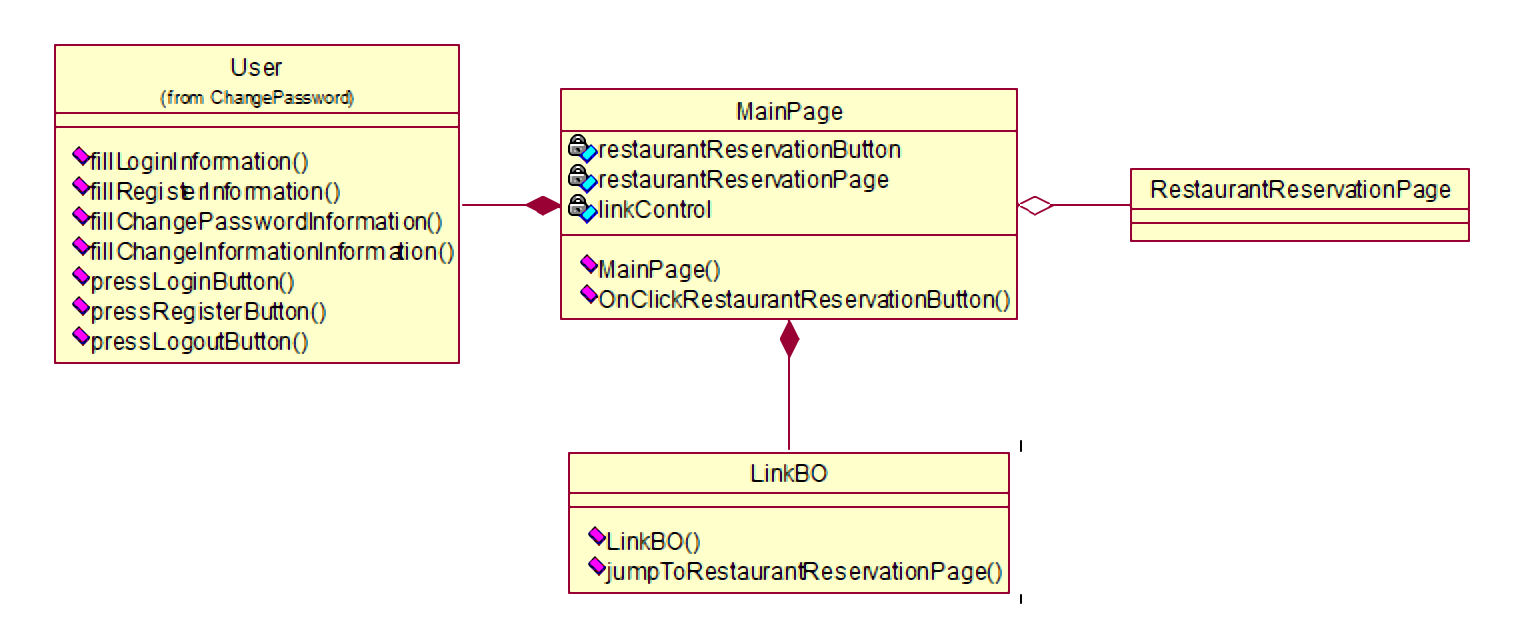 User
(from ChangePassword)
fillLoginInformation()
fillRegisterInformation()
fillChangePasswordInformation()
fillChangeInformationInformation()
pressLoginButton()
pressRegisterButton()
pressLogoutButton()
MainPage
restaurantReservationButton
restaurantReservationPage
linkControl
MainPage()
OnClickRestaurantReservationButton()
RestaurantReservationPage
LinkBO
LinkBO()
jumpToRestaurantReservationPage()